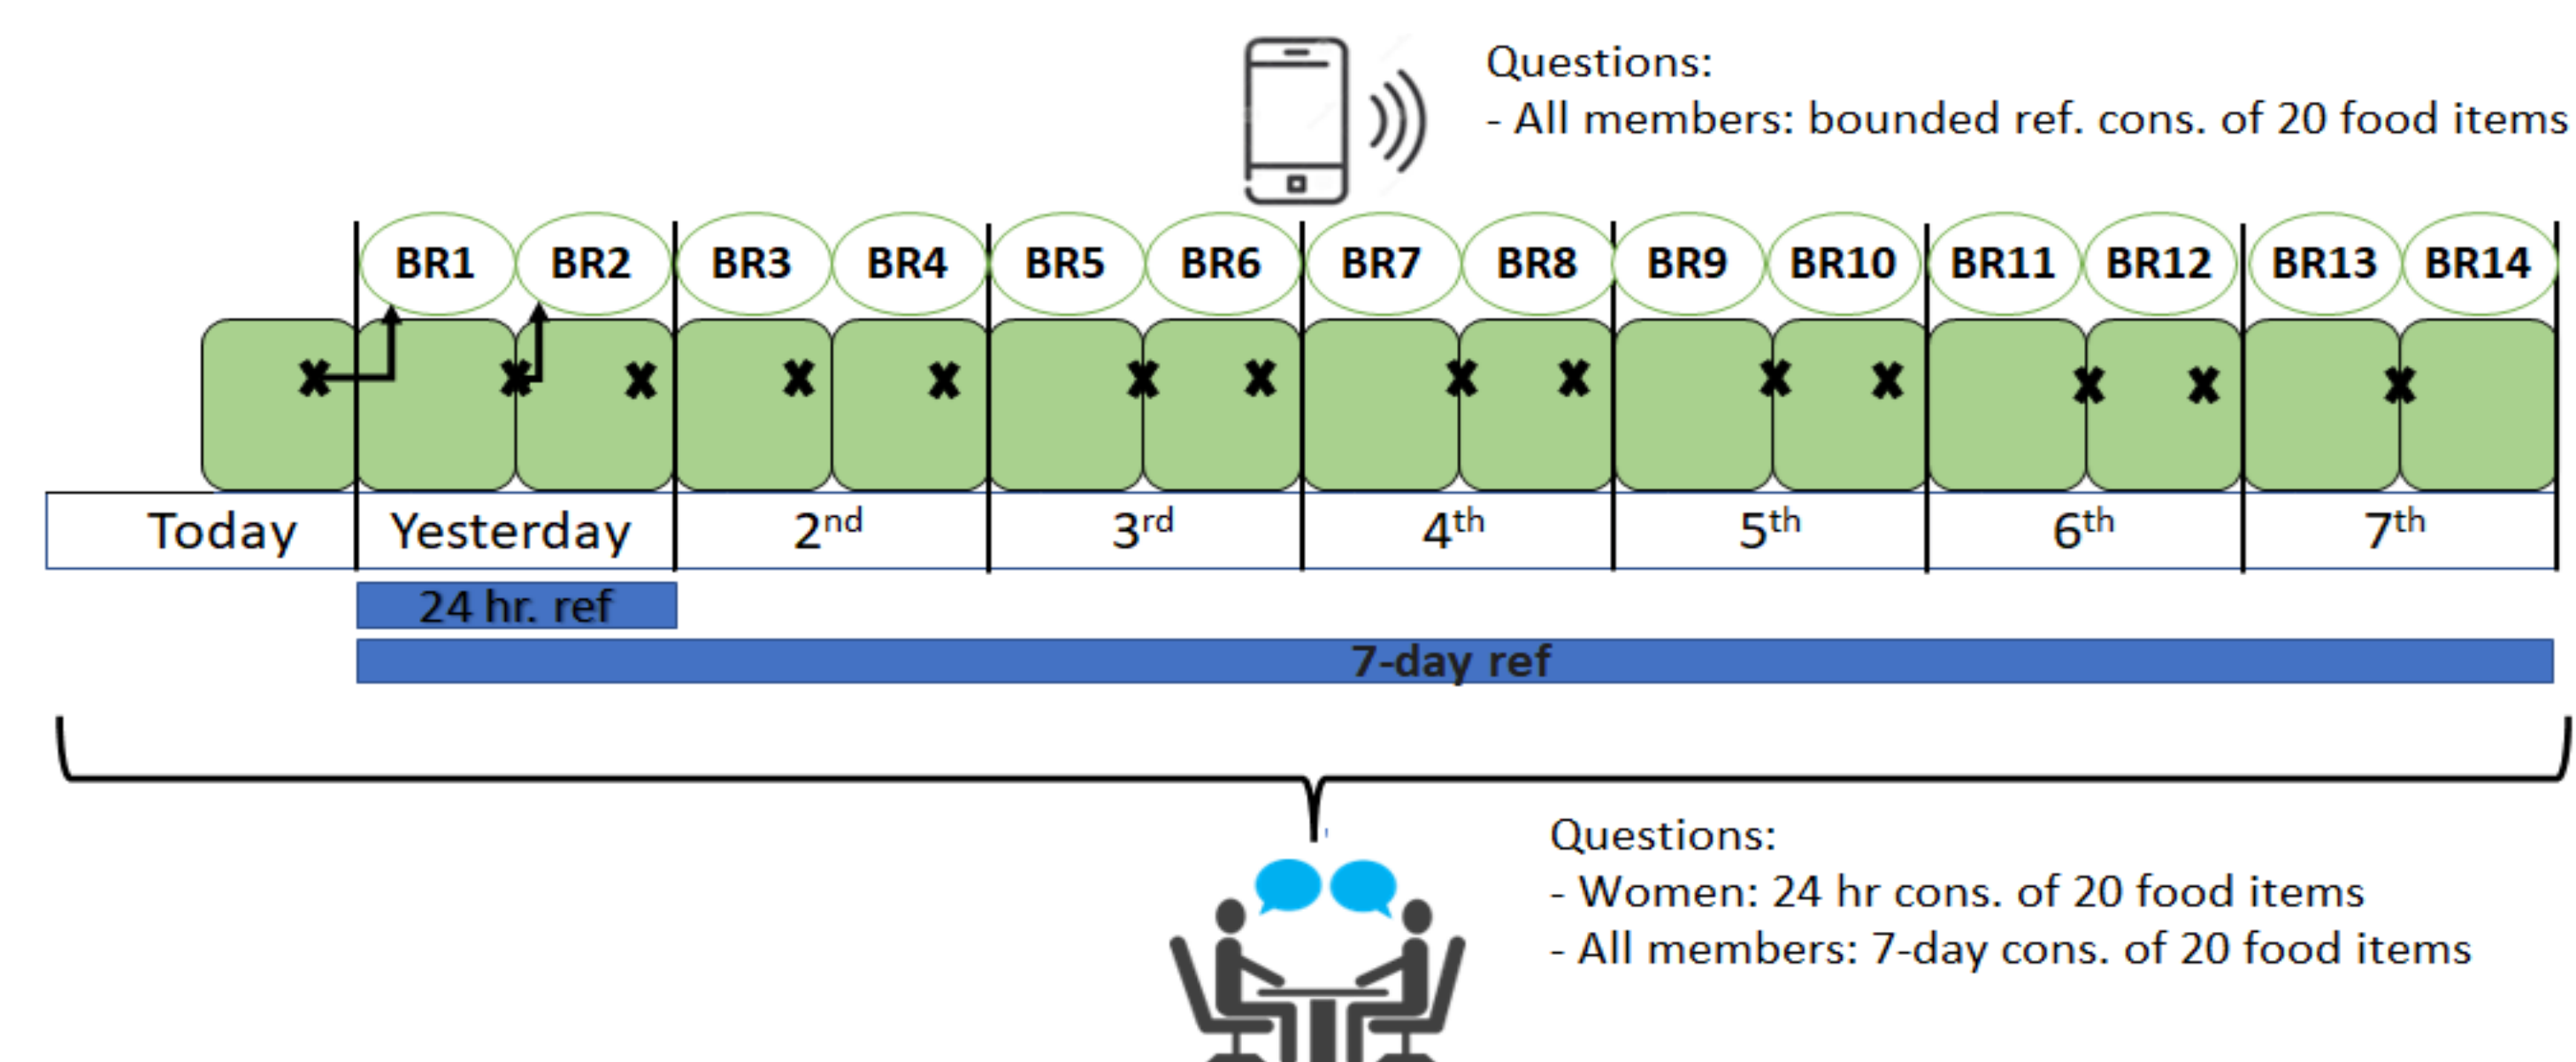 Questions:
- All members: bounded ref. cons. of 20 food items
BR1 BR2 BR3 BR4 BR5 BR6 BR7 BR8 BR9 BR10 BR11 BR12 BR13 BR14
Today Yesterday 2nd 3rd 4th 5th 6th 7th
24 hr. ref
7-day ref
Questions:
- Women: 24 hr cons. of 20 food items
- All members: 7-day cons. of 20 food items